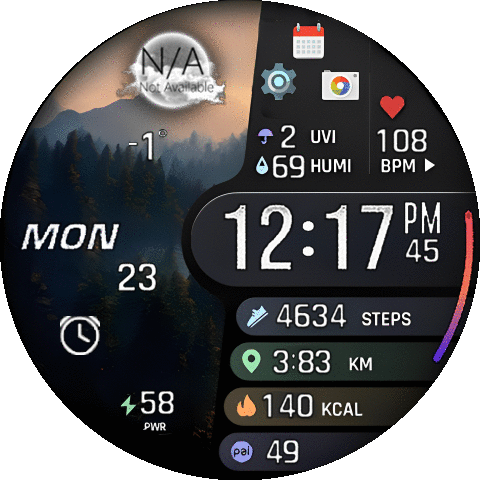 N/A
Not Available
-1°
2 UVI
69 HUMI
108
BPM
MON
23
12:17 PM
45
4634 STEPS
3:83 KM
140 KCAL
58
PWR
pai 49